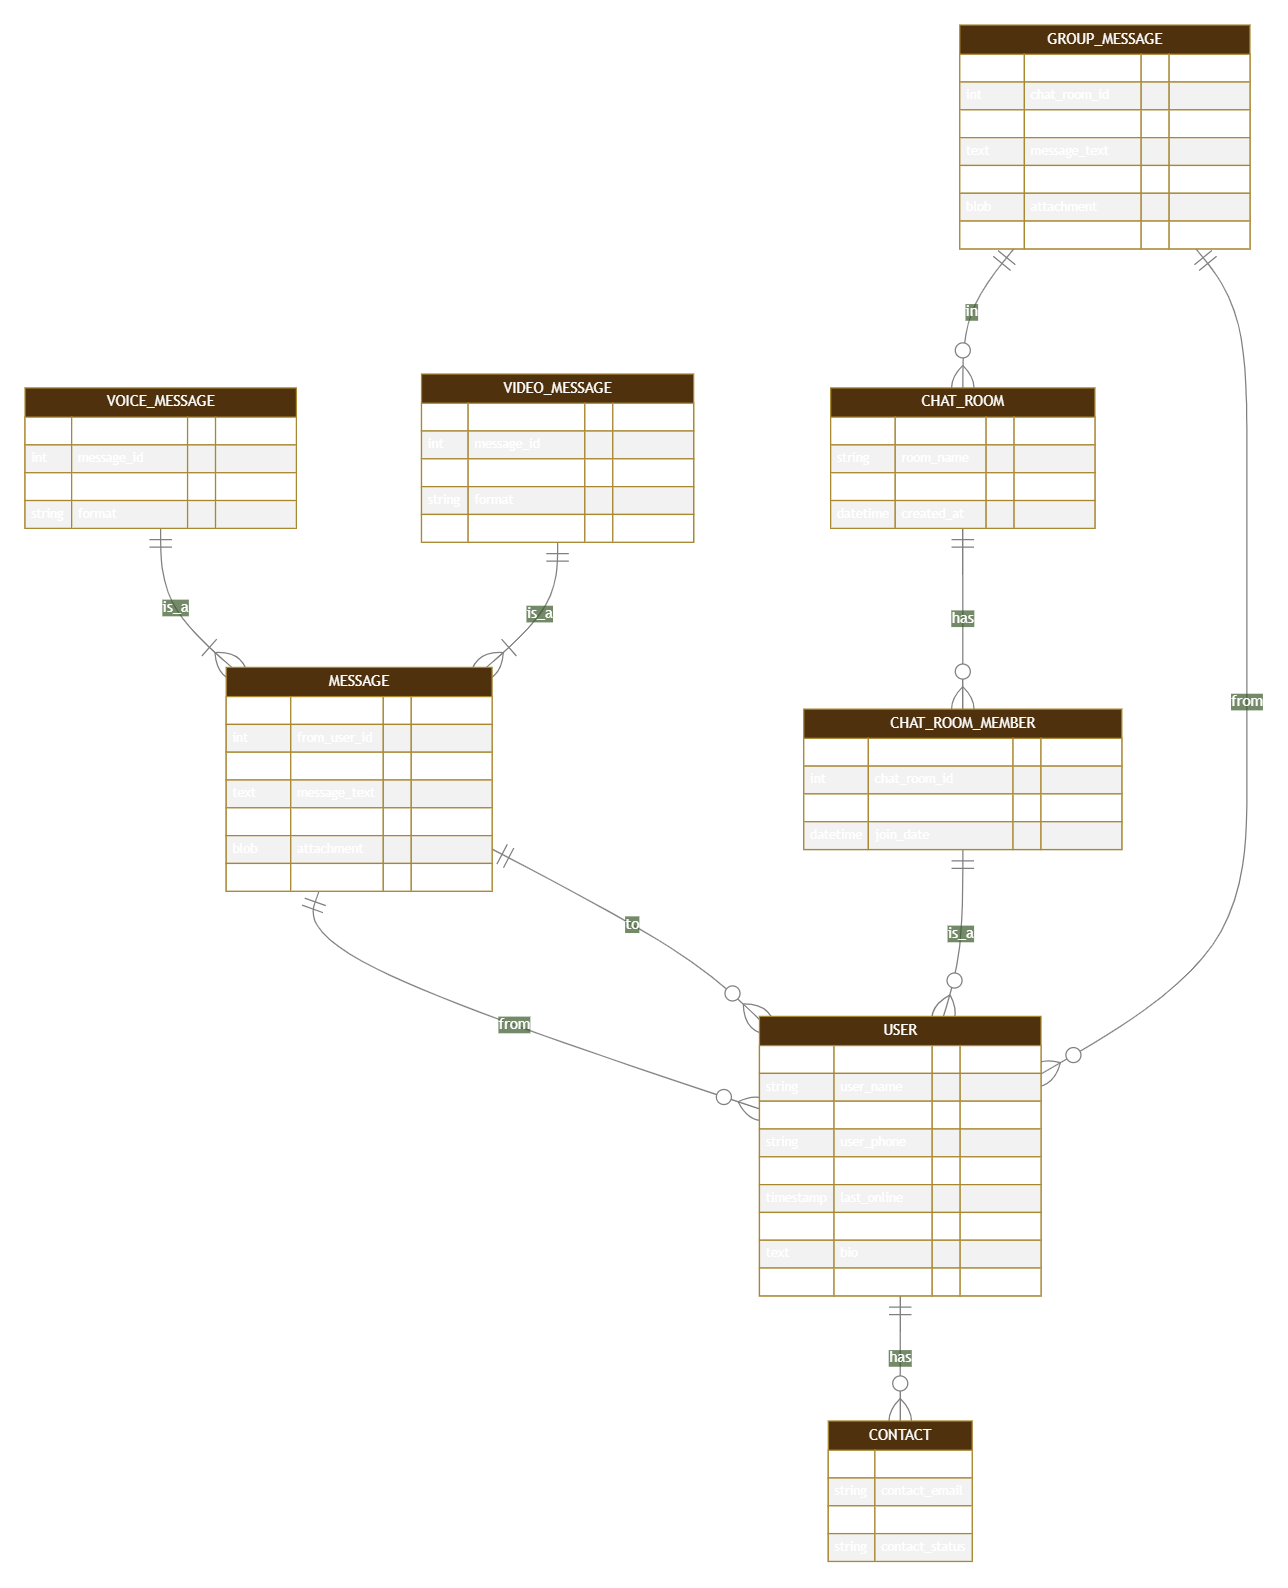 GROUP_MESSAGE
int chat_room_id
text message_text
blob attachment
in
VOICE_MESSAGE
int message_id
string format
VIDEO_MESSAGE
int message_id
string format
CHAT_ROOM
string room_name
datetime created_at
is_a
is_a
has
from
MESSAGE
int from_user_id
text message_text
blob attachment
CHAT_ROOM_MEMBER
int chat_room_id
datetime join_date
to
is_a
from
USER
string user_name
string user_phone
timestamp last_online
text bio
has
CONTACT
string contact_email
string contact_status